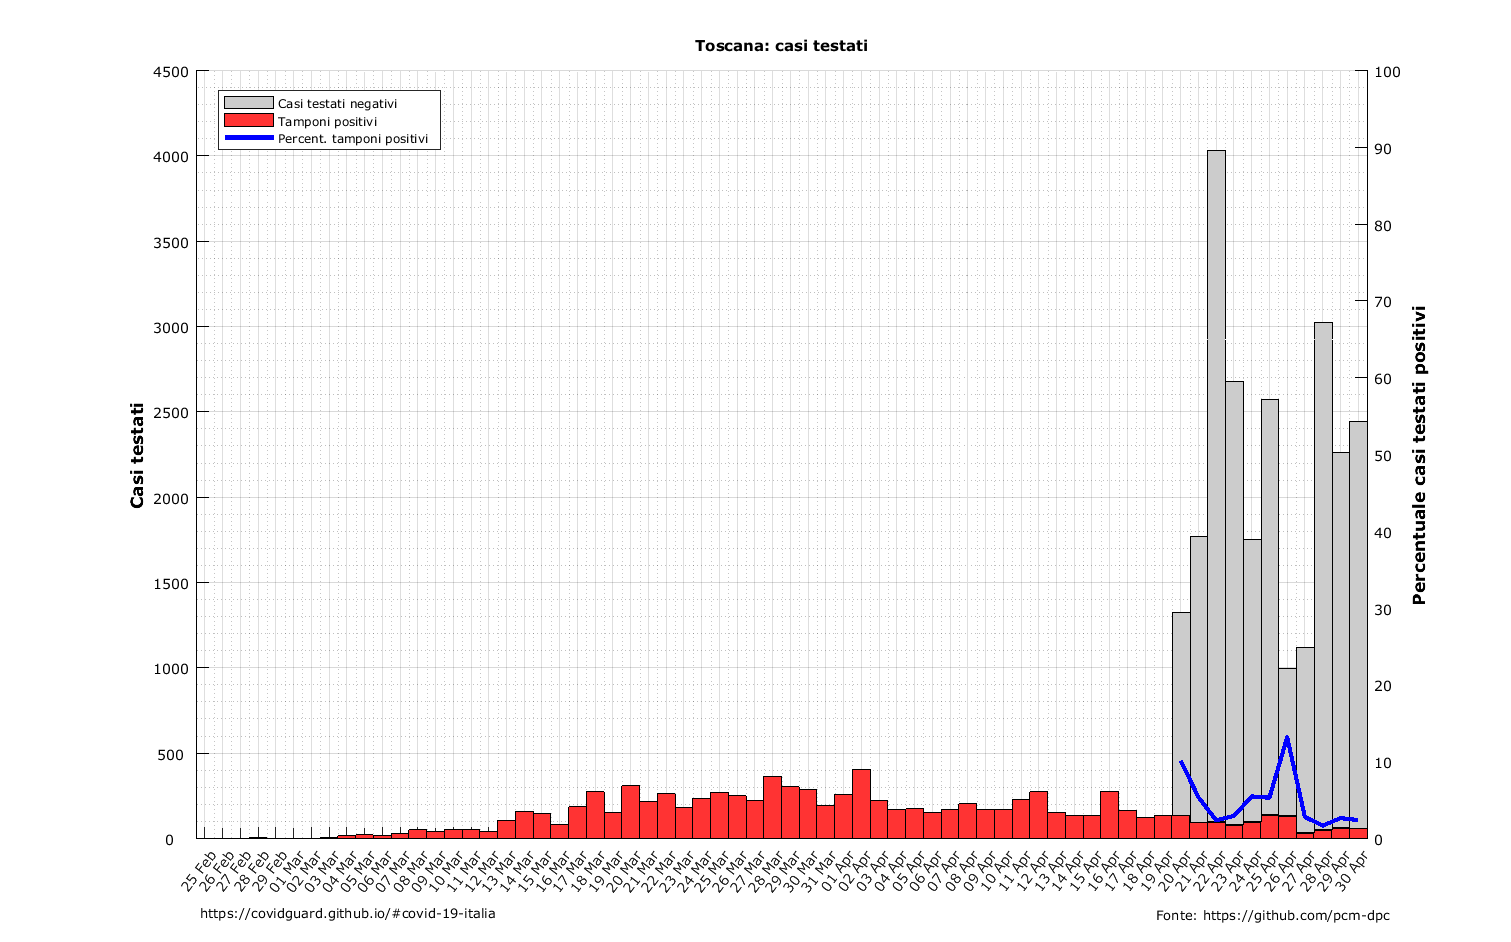 Toscana: casi testati
Casi testati negativi
Tamponi positivi
Percent. tamponi positivi
Casi testati
4500
4000
3500
3000
2500
2000
1500
1000
500
0
Percentuale casi testati positivi
100
90
80
70
60
50
40
30
20
10
0
25 Feb
26 Feb
27 Feb
28 Feb
29 Feb
01 Mar
02 Mar
03 Mar
04 Mar
05 Mar
06 Mar
07 Mar
08 Mar
09 Mar
10 Mar
11 Mar
12 Mar
13 Mar
14 Mar
15 Mar
16 Mar
17 Mar
18 Mar
19 Mar
20 Mar
21 Mar
22 Mar
23 Mar
24 Mar
25 Mar
26 Mar
27 Mar
28 Mar
29 Mar
30 Mar
31 Mar
01 Apr
02 Apr
03 Apr
04 Apr
05 Apr
06 Apr
07 Apr
08 Apr
09 Apr
10 Apr
11 Apr
12 Apr
13 Apr
14 Apr
15 Apr
16 Apr
17 Apr
18 Apr
19 Apr
20 Apr
21 Apr
22 Apr
23 Apr
24 Apr
25 Apr
26 Apr
27 Apr
28 Apr
29 Apr
30 Apr
https://covidguard.github.io/#covid-19-italia
Fonte: https://github.com/pcm-dpc